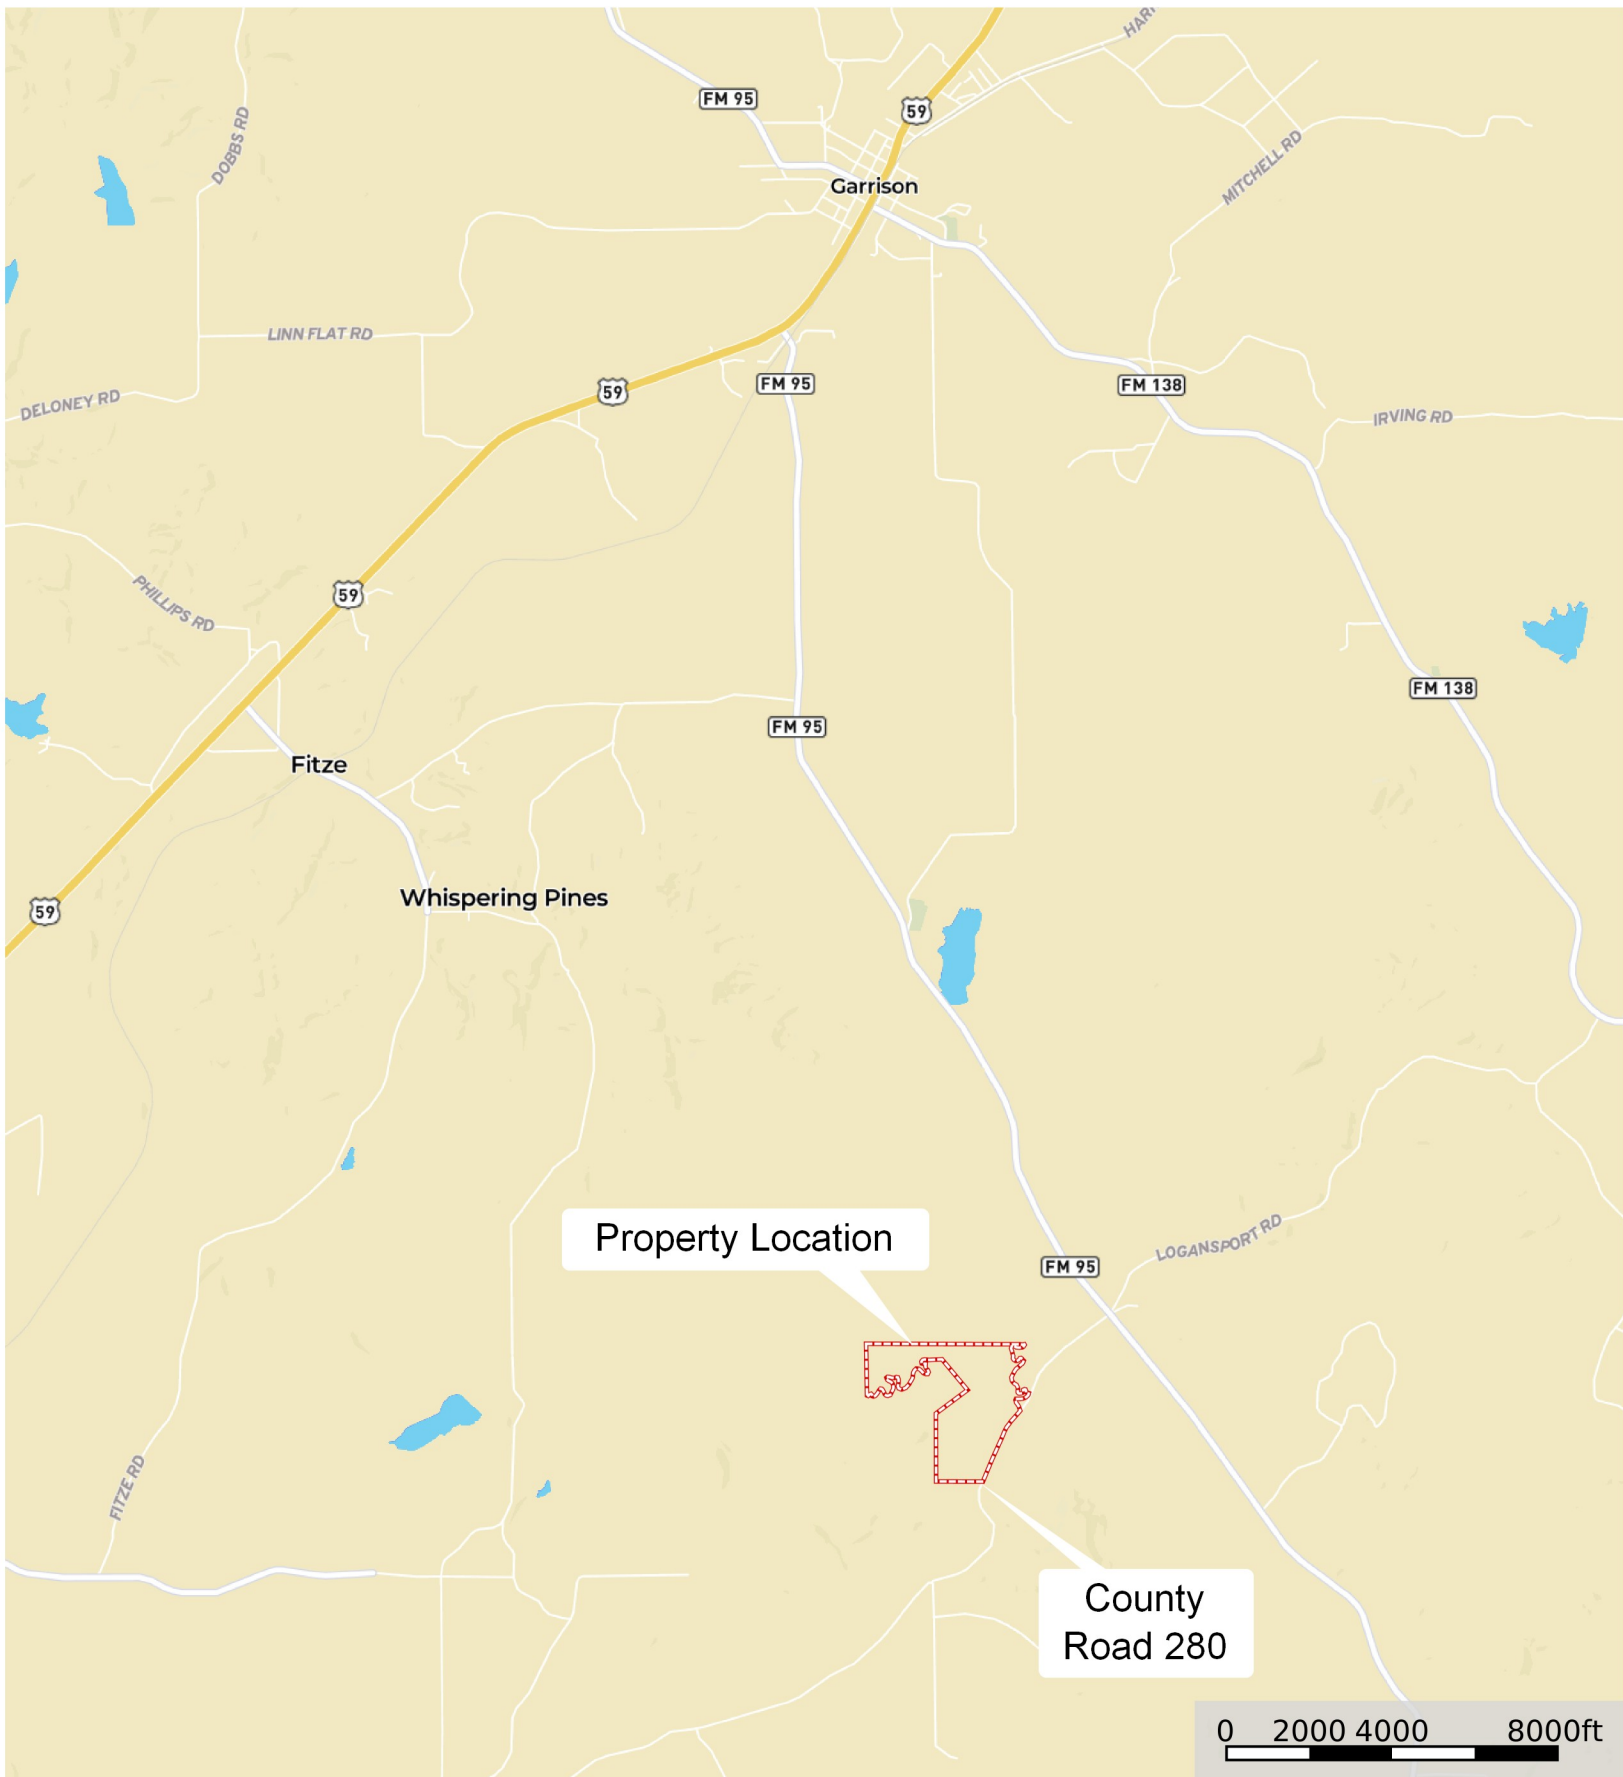 HAR
FM 95
59
DOBBS RD
Garrison
MITCHELL RD
LINN FLAT RD
DELONEY RD
59
FM 95
FM 138
IRVING RD
PHILLIPS RD
59
FM 138
FM 95
Fitze
Whispering Pines
59
Property Location
LOGANSPORT RD
FM 95
FITZE RD
County
Road 280
0 2000 4000 8000ft